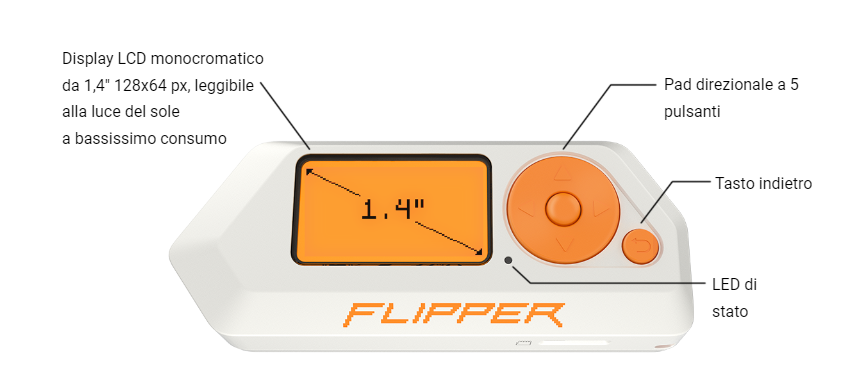 Display LCD monocromatico
da 1,4" 128x64 px, leggibile
alla luce del sole
a bassissimo consumo
Pad direzionale a 5
pulsanti
Tasto indietro
1.4"
LED di
stato
FLIPPER